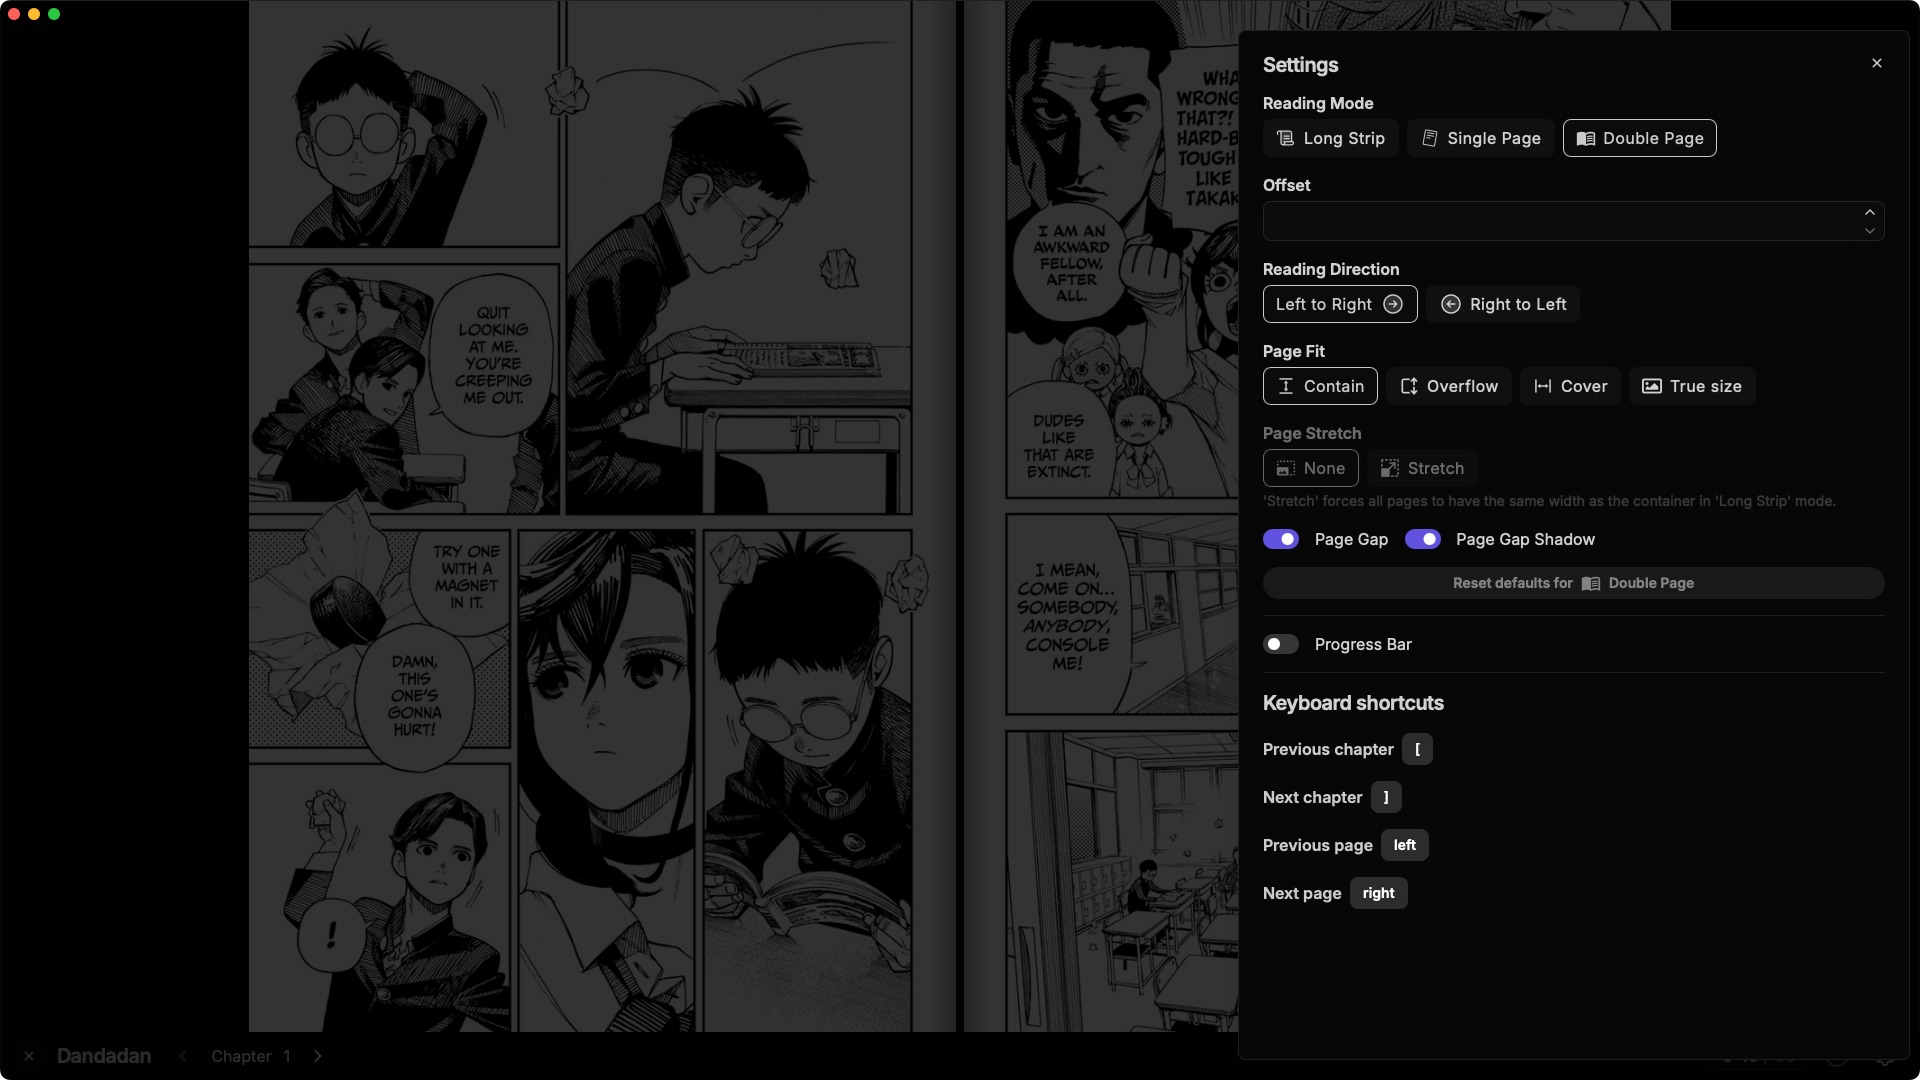 QUIT
LOOKING
AT ME.
YOU'RE
CREEPING
ME OUT.
TRY ONE
WITH A
MAGNET
IN IT.
DAMN,
THIS
ONE'S
GONNA
HURT!
!
WRONG
THAT?!
TOUGH
LIKE
I AM AN
AWKWARD
FELLOW,
AFTER
ALL.
DUDES
LIKE
THAT ARE
EXTINCT.
I MEAN,
COME ON...
SOMEBODY,
ANYBODY,
CONSOLE
ME!
Dandadan
Chapter 1
Settings
Reading Mode
Long Strip Single Page Double Page
Offset
Reading Direction
Left to Right Right to Left
Page Fit
Contain Overflow Cover True size
Page Stretch
None Stretch
'Stretch' forces all pages to have the same width as the container in 'Long Strip' mode.
Page Gap Page Gap Shadow
Reset defaults for Double Page
Progress Bar
Keyboard shortcuts
Previous chapter [
Next chapter ]
Previous page left
Next page right